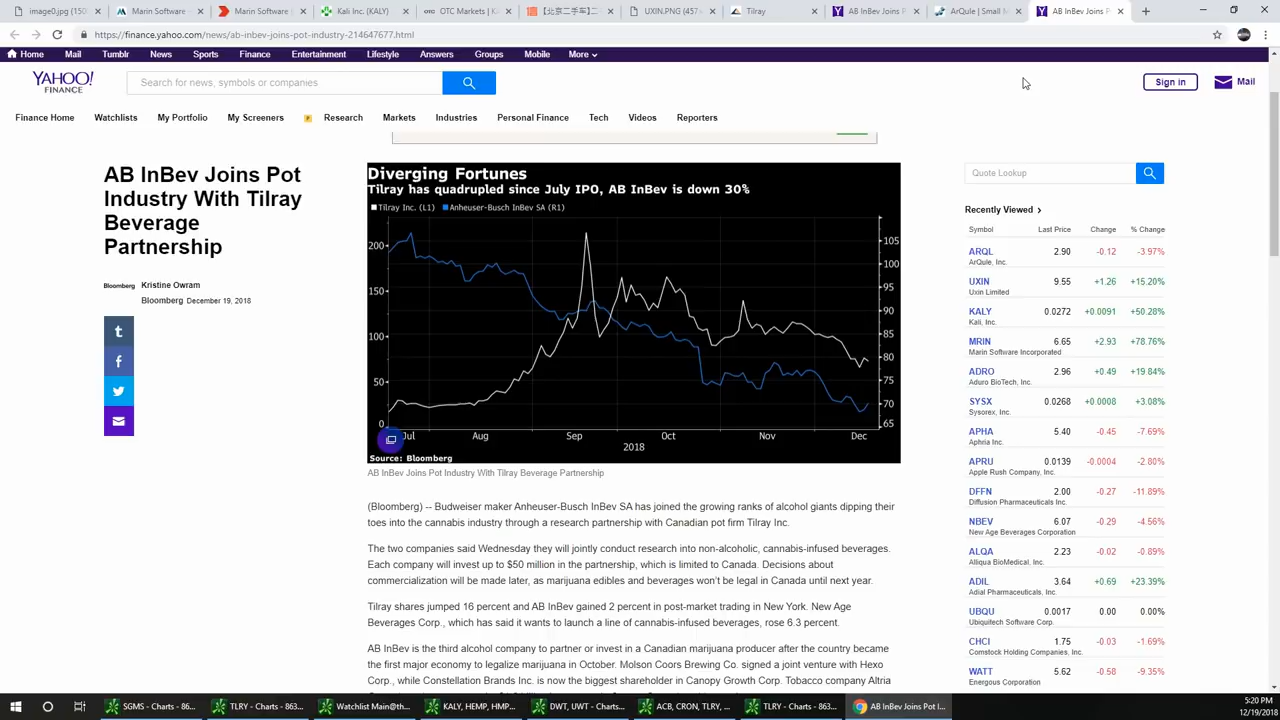 image0.jpg (150
Marin Software
Marin Software
Kali Inc. (KALY)
OTC Markets | K
【北京二手车】
UXIN.PNG (457×
Tilray
AB InBev Joins P
ArQule | Small M
AB InBev Joins P
https://finance.yahoo.com/news/ab-inbev-joins-pot-industry-214647677.html
Home Mail Tumblr News Sports Finance Entertainment Lifestyle Answers Groups Mobile More
YAHOO!
FINANCE
Search for news, symbols or companies
Sign in
Mail
Finance Home Watchlists My Portfolio My Screeners Research Markets Industries Personal Finance Tech Videos Reporters
AB InBev Joins Pot
Industry With Tilray
Beverage
Partnership
Bloomberg Kristine Owram
Bloomberg December 19, 2018
t
f
Diverging Fortunes
Tilray has quadrupled since July IPO, AB InBev is down 30%
Tilray Inc. (L1) Anheuser-Busch InBev SA (R1)
200
150
100
50
0
105
100
95
90
85
80
75
70
65
Jul Aug Sep Oct Nov Dec
2018
Source: Bloomberg
AB InBev Joins Pot Industry With Tilray Beverage Partnership
(Bloomberg) -- Budweiser maker Anheuser-Busch InBev SA has joined the growing ranks of alcohol giants dipping their
toes into the cannabis industry through a research partnership with Canadian pot firm Tilray Inc.
The two companies said Wednesday they will jointly conduct research into non-alcoholic, cannabis-infused beverages.
Each company will invest up to $50 million in the partnership, which is limited to Canada. Decisions about
commercialization will be made later, as marijuana edibles and beverages won't be legal in Canada until next year.
Tilray shares jumped 16 percent and AB InBev gained 2 percent in post-market trading in New York. New Age
Beverages Corp., which has said it wants to launch a line of cannabis-infused beverages, rose 6.3 percent.
AB InBev is the third alcohol company to partner or invest in a Canadian marijuana producer after the country became
the first major economy to legalize marijuana in October. Molson Coors Brewing Co. signed a joint venture with Hexo
Corp., while Constellation Brands Inc. is now the biggest shareholder in Canopy Growth Corp. Tobacco company Altria
Quote Lookup
Recently Viewed
Symbol Last Price Change % Change
ARQL 2.90 -0.12 -3.97%
ArQule, Inc.
UXIN 9.55 +1.26 +15.20%
Uxin Limited
KALY 0.0272 +0.0091 +50.28%
Kali, Inc.
MRIN 6.65 +2.93 +78.76%
Marin Software Incorporated
ADRO 2.96 +0.49 +19.84%
Aduro BioTech, Inc.
SYSX 0.0268 +0.0008 +3.08%
Sysorex, Inc.
APHA 5.40 -0.45 -7.69%
Aphria Inc.
APRU 0.0139 -0.0004 -2.80%
Apple Rush Company, Inc.
DFFN 2.00 -0.27 -11.89%
Diffusion Pharmaceuticals Inc.
NBEV 6.07 -0.29 -4.56%
New Age Beverages Corporation
ALQA 2.23 -0.02 -0.89%
Alliqua BioMedical, Inc.
ADIL 3.64 +0.69 +23.39%
Adial Pharmaceuticals, Inc.
UBQU 0.0017 0.00 0.00%
Ubiquitech Software Corp.
CHCI 1.75 -0.03 -1.69%
Comstock Holding Companies, Inc.
WATT 5.62 -0.58 -9.35%
Energous Corporation
SGMS - Charts - 86...
TLRY - Charts - 863...
Watchlist Main@th...
KALY, HEMP, HMP...
DWT, UWT - Charts...
ACB, CRON, TLRY, ...
TLRY - Charts - 863...
AB InBev Joins Pot I...
5:20 PM
12/19/2018